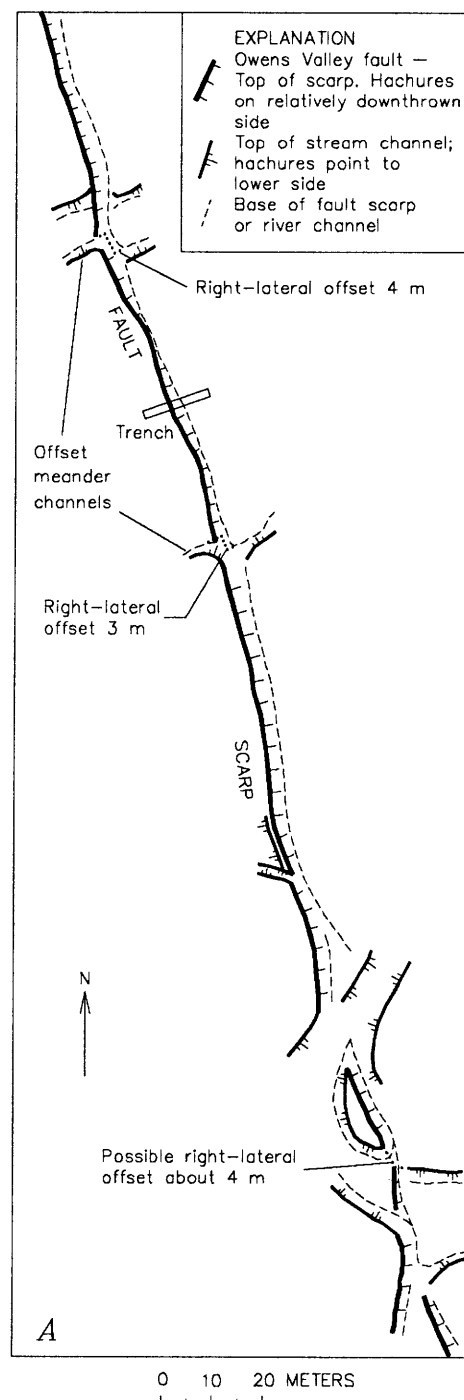 EXPLANATION
Owens Valley fault —
Top of scarp. Hachures
on relatively downthrown
side
Top of stream channel;
hachures point to
lower side
Base of fault scarp
or river channel
Right-lateral offset 4 m
FAULT
Trench
Offset
meander
channels
Right-lateral
offset 3 m
SCARP
N
Possible right-lateral
offset about 4 m
A
0 10 20 METERS